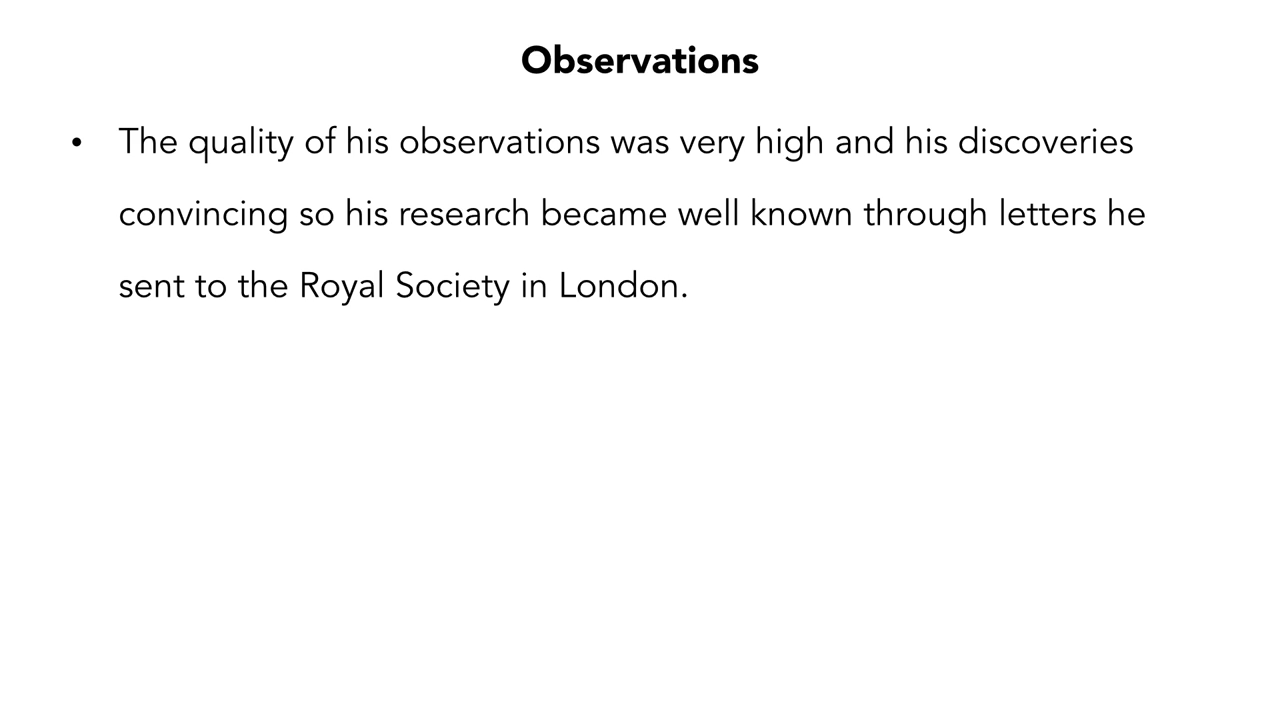 Observations
• The quality of his observations was very high and his discoveries
convincing so his research became well known through letters he
sent to the Royal Society in London.